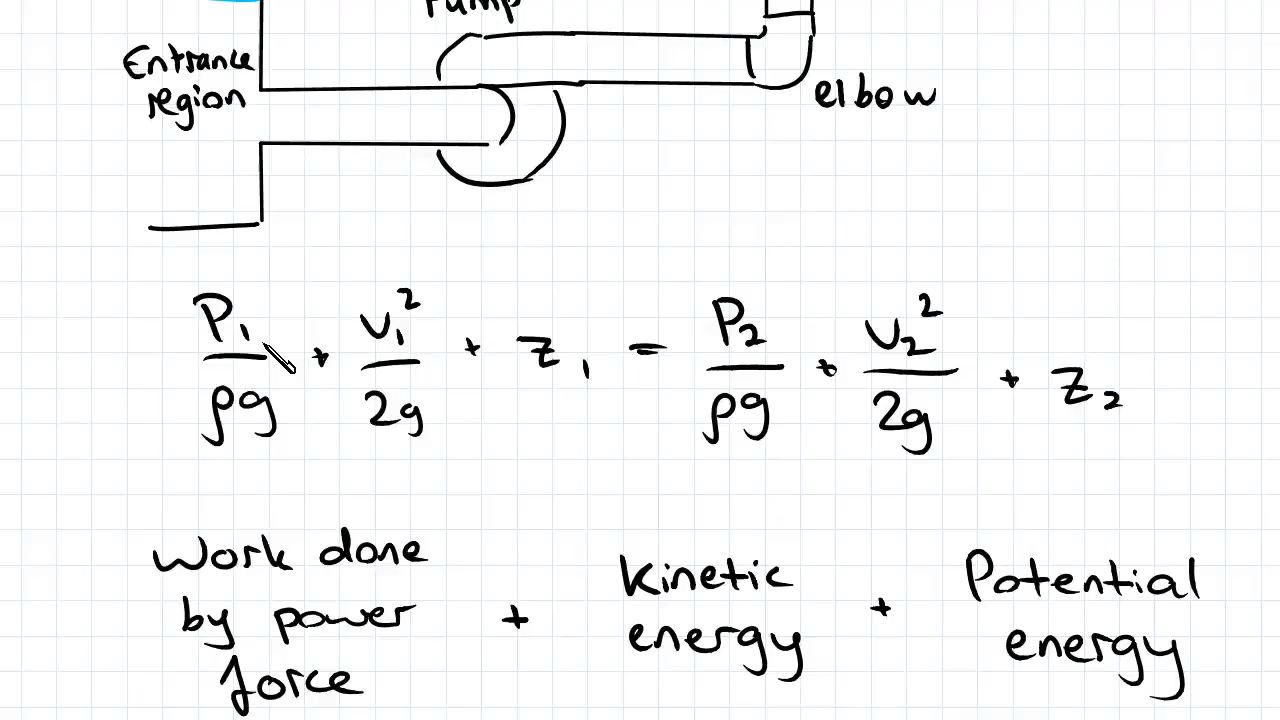 Pump
Entrance
region
elbow
P₁/ρg + v₁²/2g + z₁ = P₂/ρg + v₂²/2g + z₂
Work done
by power
force
+
Kinetic
energy
+
Potential
energy